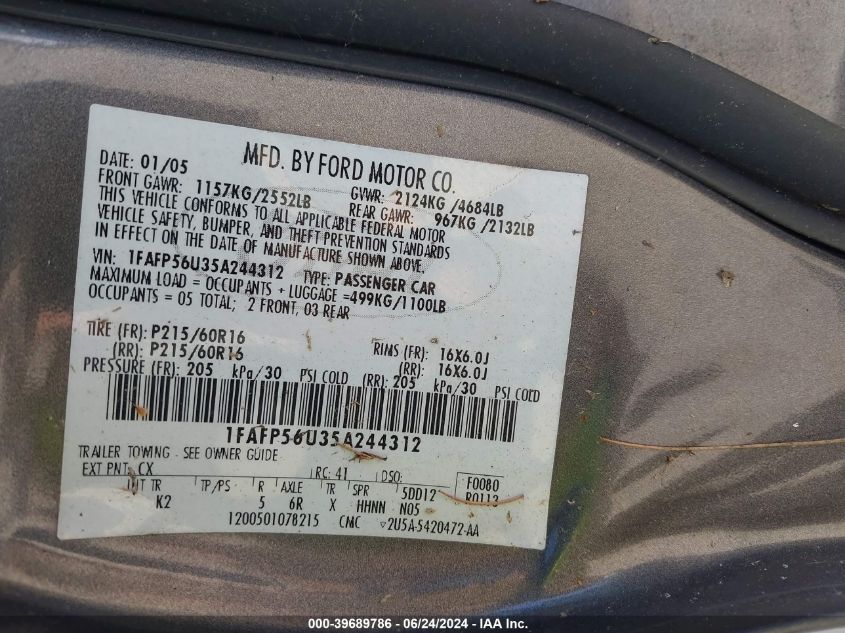 MFD. BY FORD MOTOR CO.
DATE: 01/05
GVWR: 2124KG /4684LB
FRONT GAWR: 1157KG/2552LB
REAR GAWR: 967KG /2132LB
THIS VEHICLE CONFORMS TO ALL APPLICABLE FEDERAL MOTOR
VEHICLE SAFETY, BUMPER, AND THEFT PREVENTION STANDARDS
IN EFFECT ON THE DATE OF MANUFACTURE SHOWN ABOVE.
VIN: 1FAFP56U35A244312 TYPE: PASSENGER CAR
MAXIMUM LOAD = OCCUPANTS + LUGGAGE =499KG/1100LB
OCCUPANTS = 05 TOTAL; 2 FRONT, 03 REAR
TIRE (FR): P215/60R16 RIMS (FR): 16X6.0J
(RR): P215/60R16 (RR): 16X6.0J
PRESSURE (FR): 205 kPa/30 PSI COLD (RR): 205 kPa/30 PSI COLD
1FAFP56U35A244312
TRAILER TOWING - SEE OWNER GUIDE
EXT PNT: CX RC: 41 DSO: F0080
R0113
INT TR TP/PS R AXLE TR SPR 5DD12
K2 5 6R X HHNN N05
1200501078215 CMC ▽2U5A-5420472-AA
000-39689786 / 06/24/2024 - © IAA Holdings, LLC